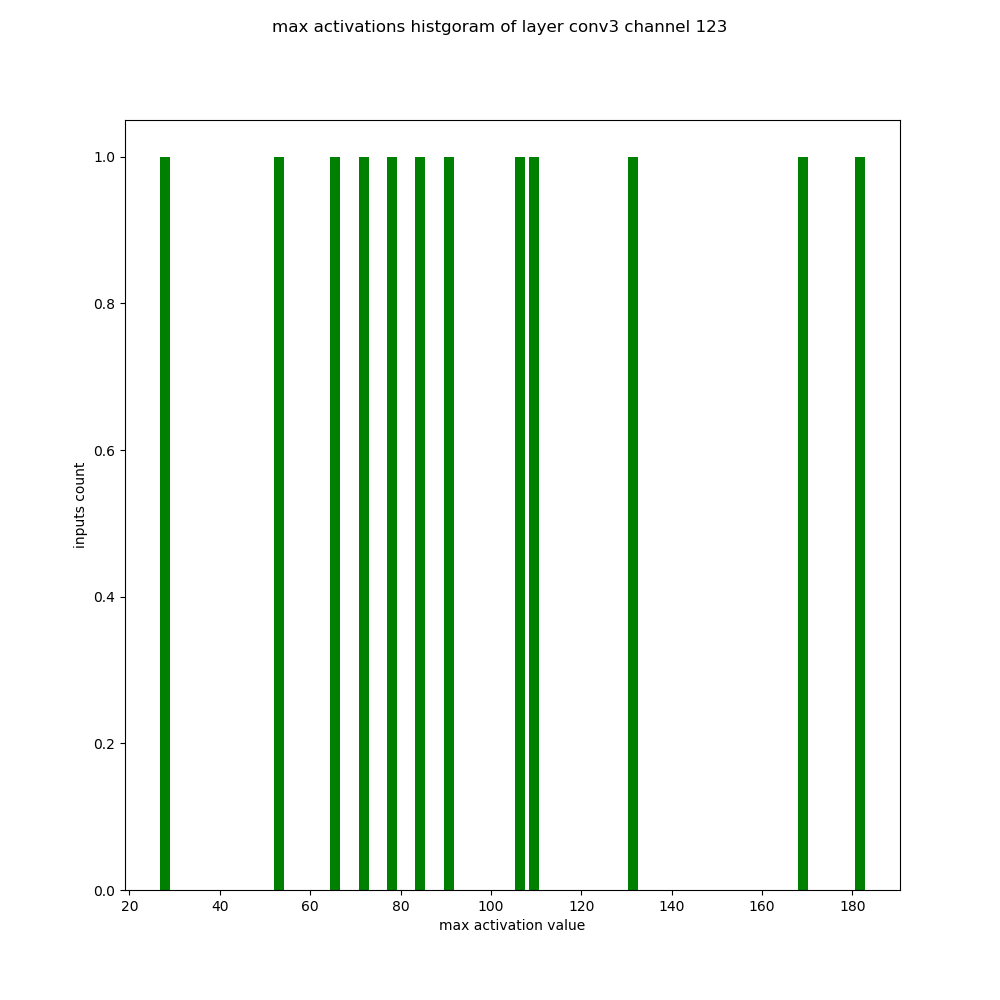 max activations histgoram of layer conv3 channel 123
1.0
0.8
0.6
0.4
0.2
0.0
inputs count
20 40 60 80 100 120 140 160 180
max activation value